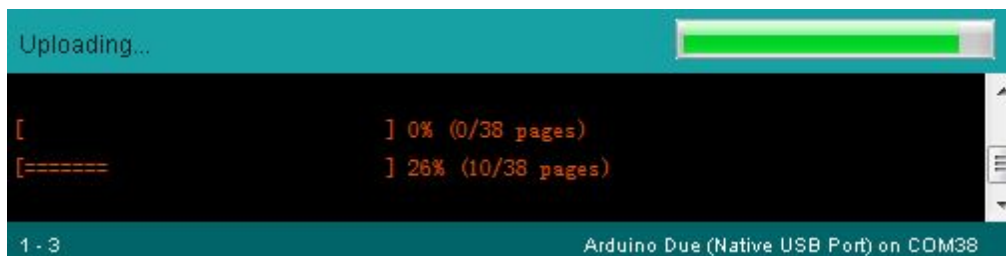 Uploading...
[                              ] 0% (0/38 pages)
[=======                       ] 26% (10/38 pages)
1 - 3 Arduino Due (Native USB Port) on COM38